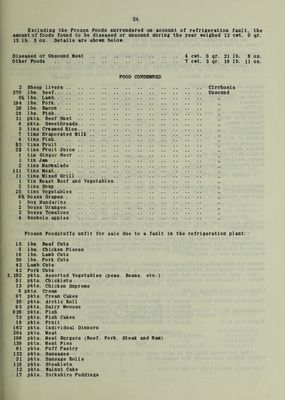 24.
Excluding the Frozen Foods surrendered on account of refrigeration fault, the
amount of foods found to be diseased or unsound during the year weighed 12 cwt. 0 qr.
13 lb. 3 oz. Details are shown below.
Diseased or Unsound Meat .. .. 4 cwt. 0 qr. 21 lb. 8 oz.
Other Foods .. .. 7 cwt. 3 qr. 19 lb. 11 oz.
FOOD CONDEMNED
2 Sheep livers .. .. Cirrhosis
270 lbs. Beef .. .. Unsound
lbs. Lamb .. .. "
194 lbs. Pork .. .. "
26 lbs. Bacon .. .. "
28 lbs. Fish .. .. "
31 pkts. Beef Suet .. .. "
6 pkts. Sweetbreads .. .. "
3 tins Creamed Rice .. .. "
7 tins Evaporated Milk .. .. "
4 tins Fish .. .. "
53 tins Fruit .. .. "
22 tins Fruit Juice .. .. "
1 tin Ginger Beer .. .. "
1 tin Jam .. .. "
2 tins Marmalade .. .. "
111 tins Meat .. .. "
11 tins Mixed Grill .. .. "
1 tin Roast Beef and Vegetables .. .. "
2 tins Soup .. .. "
25 tins Vegetables .. .. "
boxes Grapes .. .. "
1 box Mandarins .. .. "
2 boxes Oranges .. .. "
2 boxes Tomatoes .. .. "
4 bushels apples .. .. "
Frozen Foodstuffs unfit for sale due to a fault in the refrigeration plant:-
15 lbs Beef Cuts
5 lbs Chicken Pieces
16 lbs Lamb Cuts
50 lbs Pork Cuts
42 Lamb Cuts
42 Pork Cuts
2,102 pkts. Assorted Vegetables (peas, Beans, etc.)
51 pkts. Chicklets
13 pkts. Chicken Supreme
8 pkts. Cream
97 pkts. Cream Cakes
30 pkts. Arctic Roll
93 pkts. Dairy Mousse
826 pkts. Fish
75 pkts. Fish Cakes
19 pkts. Fruit
162 pkts. Individual Dinners
204 pkts. Meat
196 pkts. Meat Burgers (Beef, Pork, Steak and Ham)
139 pkts. Meat Pies
61 pkts. Puff Pastry
122 pkts. Sausages
31 pkts. Sausage Rolls
118 pkts. Steaklets
12 pkts. Walnut Cake
17 pkts. Yorkshire Puddings